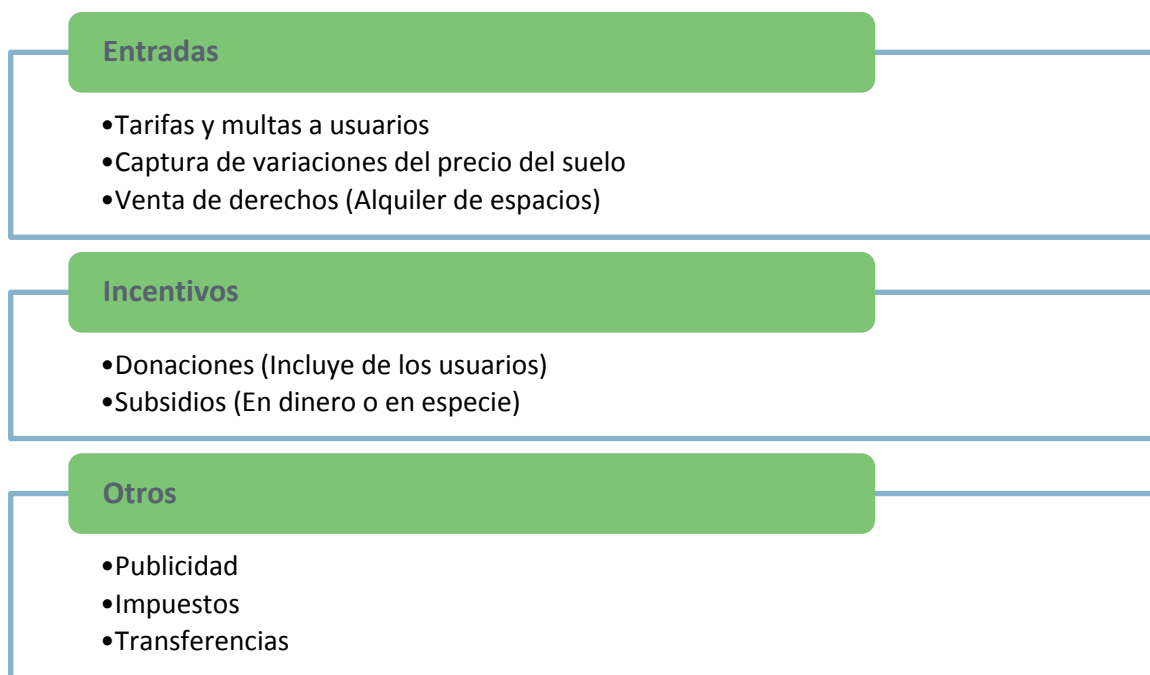 Entradas
•Tarifas y multas a usuarios
•Captura de variaciones del precio del suelo
•Venta de derechos (Alquiler de espacios)
Incentivos
•Donaciones (Incluye de los usuarios)
•Subsidios (En dinero o en especie)
Otros
•Publicidad
•Impuestos
•Transferencias